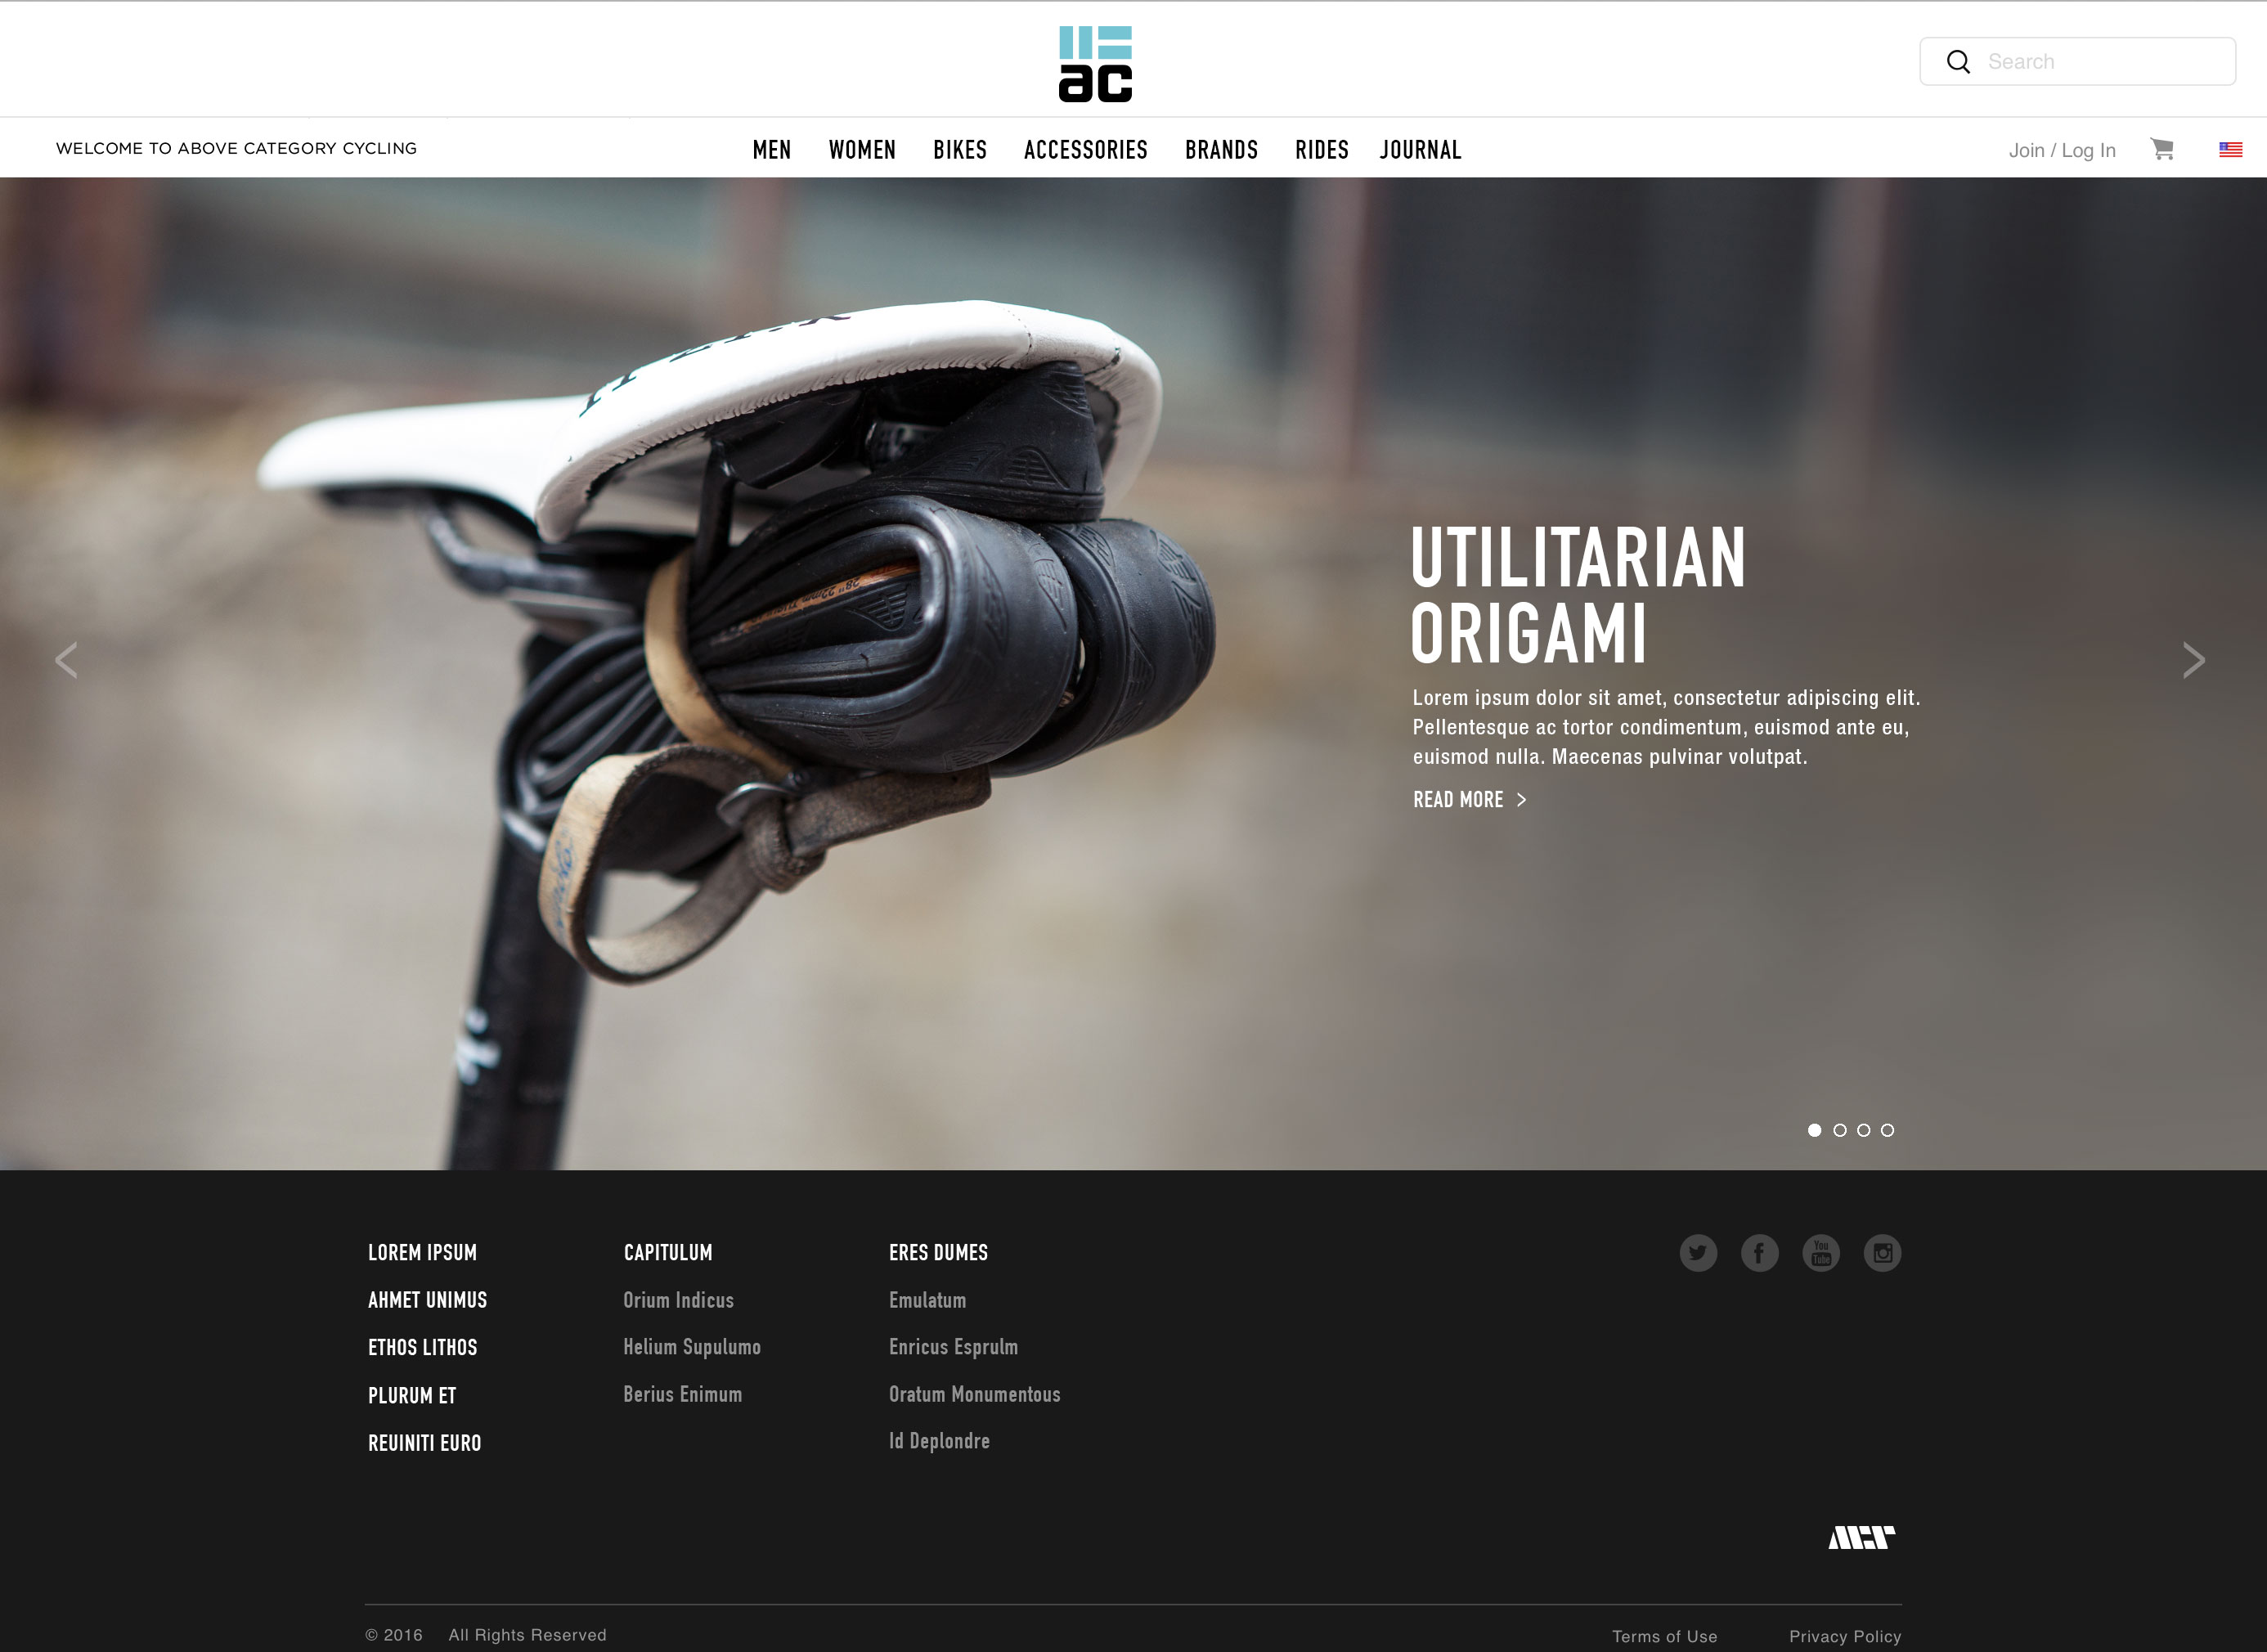 ac
Search
WELCOME TO ABOVE CATEGORY CYCLING
MEN WOMEN BIKES ACCESSORIES BRANDS RIDES JOURNAL
Join / Log In
UTILITARIAN
ORIGAMI
Lorem ipsum dolor sit amet, consectetur adipiscing elit.
Pellentesque ac tortor condimentum, euismod ante eu,
euismod nulla. Maecenas pulvinar volutpat.
READ MORE >
LOREM IPSUM
AHMET UNIMUS
ETHOS LITHOS
PLURUM ET
REUINITI EURO
CAPITULUM
Orium Indicus
Helium Supulumo
Berius Enimum
ERES DUMES
Emulatum
Enricus Esprulm
Oratum Monumentous
Id Deplondre
You
Tube
© 2016 All Rights Reserved
Terms of Use Privacy Policy